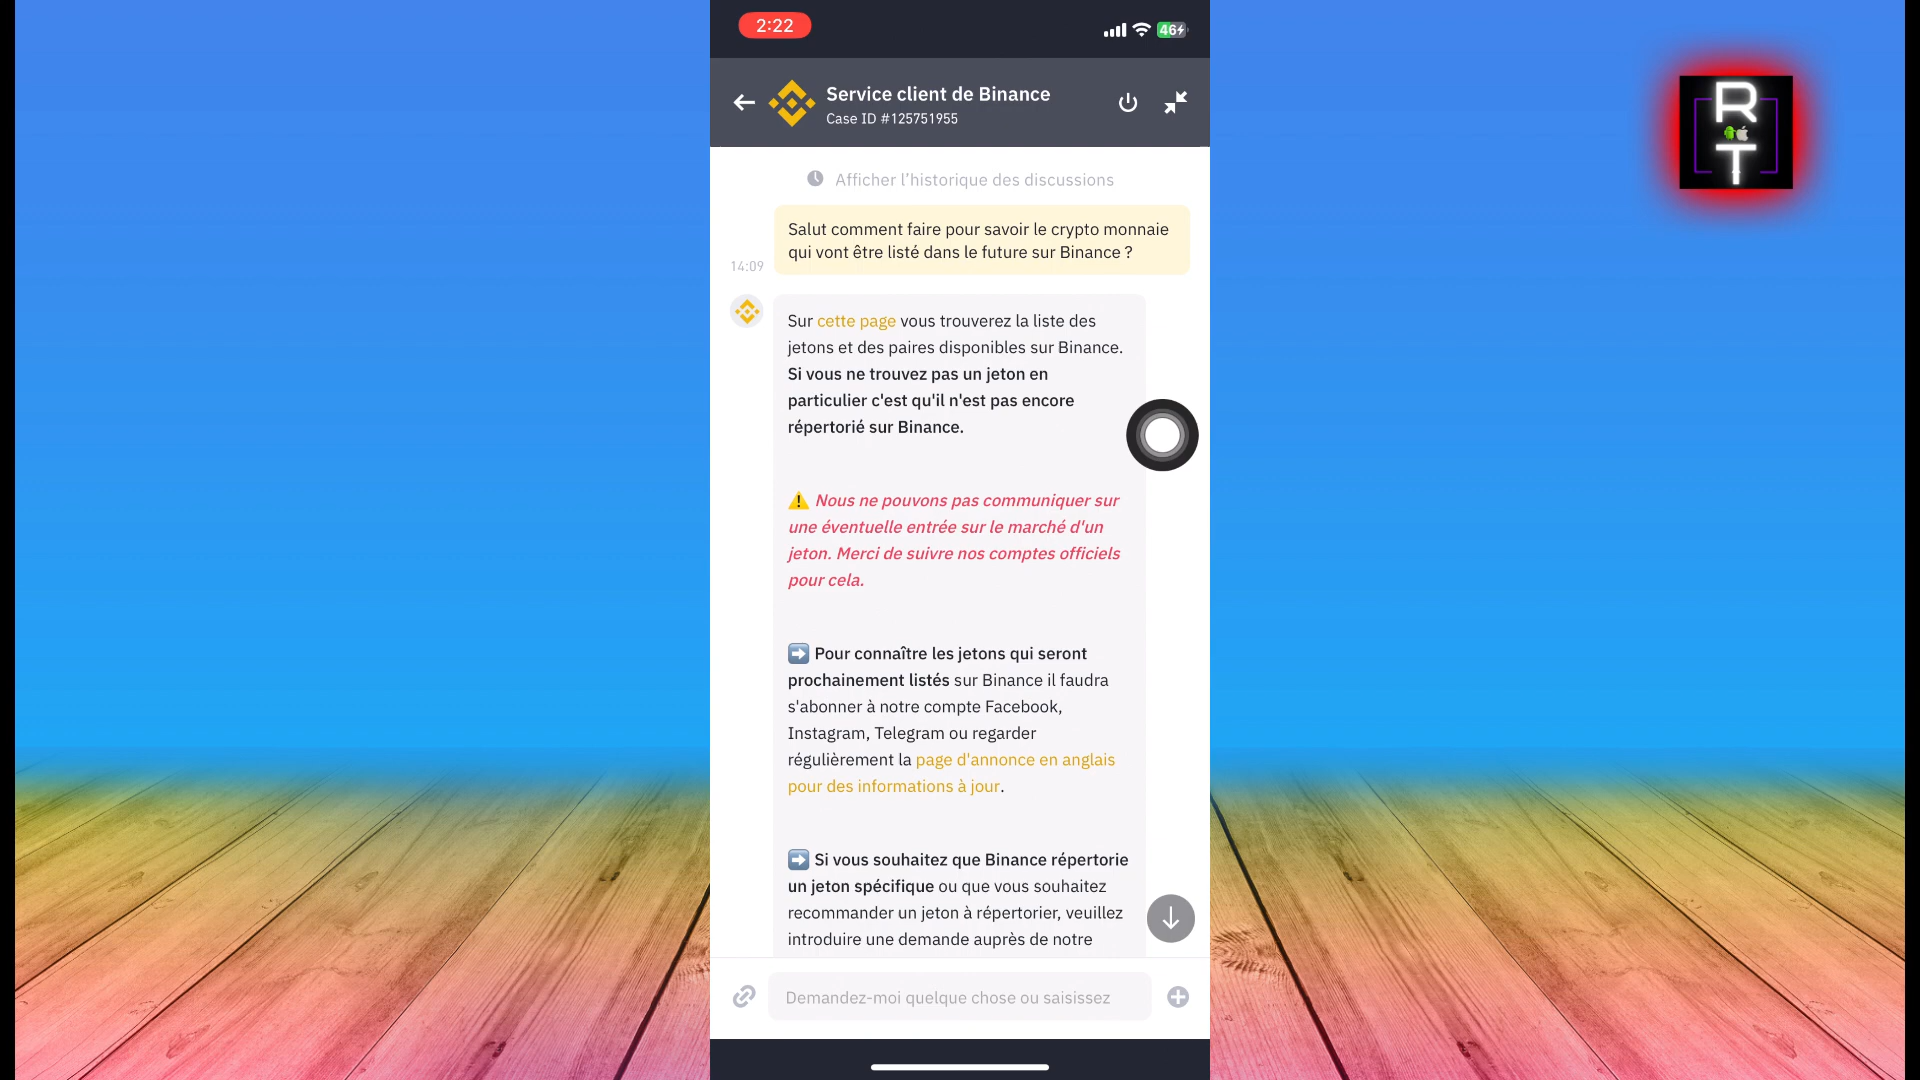 2:22
46
Service client de Binance
Case ID #125751955
Afficher l'historique des discussions
Salut comment faire pour savoir le crypto monnaie
qui vont être listé dans le future sur Binance ?
14:09
Sur cette page vous trouverez la liste des
jetons et des paires disponibles sur Binance.
Si vous ne trouvez pas un jeton en
particulier c'est qu'il n'est pas encore
répertorié sur Binance.
Nous ne pouvons pas communiquer sur
une éventuelle entrée sur le marché d'un
jeton. Merci de suivre nos comptes officiels
pour cela.
Pour connaître les jetons qui seront
prochainement listés sur Binance il faudra
s'abonner à notre compte Facebook,
Instagram, Telegram ou regarder
régulièrement la page d'annonce en anglais
pour des informations à jour.
Si vous souhaitez que Binance répertorie
un jeton spécifique ou que vous souhaitez
recommander un jeton à répertorier, veuillez
introduire une demande auprès de notre
Demandez-moi quelque chose ou saisissez
R
T